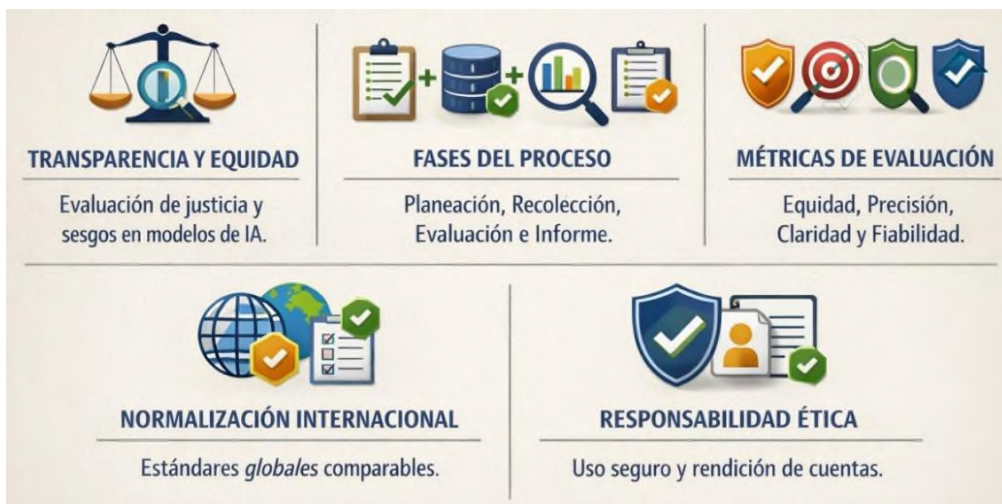 TRANSPARENCIA Y EQUIDAD
Evaluación de justicia y
sesgos en modelos de IA.
FASES DEL PROCESO
Planeación, Recolección,
Evaluación e Informe.
MÉTRICAS DE EVALUACIÓN
Equidad, Precisión,
Claridad y Fiabilidad.
NORMALIZACIÓN INTERNACIONAL
Estándares globales comparables.
RESPONSABILIDAD ÉTICA
Uso seguro y rendición de cuentas.